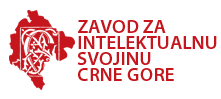 ZAVOD ZA
INTELEKTUALNU
SVOJINU
CRNE GORE